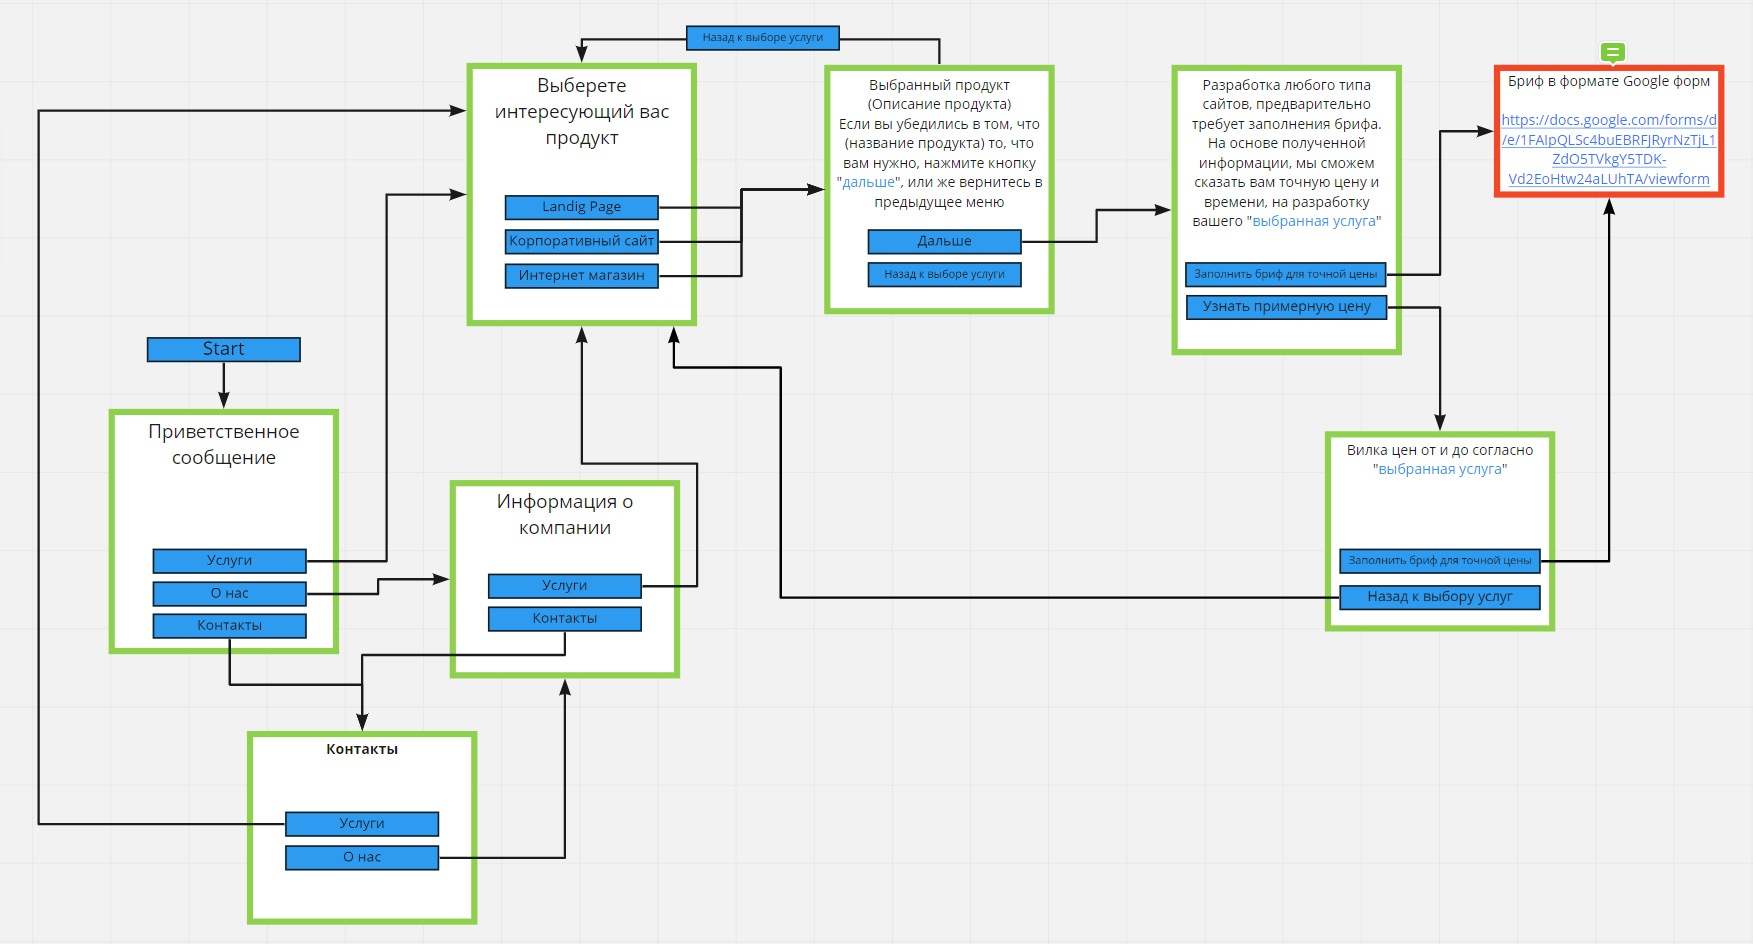 Назад к выборе услуги
Выберете
интересующий вас
продукт
Landig Page
Корпоративный сайт
Интернет магазин
Выбранный продукт
(Описание продукта)
Если вы убедились в том, что
(название продукта) то, что
вам нужно, нажмите кнопку
"дальше", или же вернитесь в
предыдущее меню
Дальше
Назад к выборе услуги
Разработка любого типа
сайтов, предварительно
требует заполнения брифа.
На основе полученной
информации, мы сможем
сказать вам точную цену и
времени, на разработку
вашего "выбранная услуга"
Заполнить бриф для точной цены
Узнать примерную цену
Бриф в формате Google форм
https://docs.google.com/forms/d
/e/1FAIpQLSc4buEBRFJRyrNzTjL1
ZdO5TVkgY5TDK-
Vd2EoHtw24aLUhTA/viewform
Start
Приветственное
сообщение
Услуги
О нас
Контакты
Информация о
компании
Услуги
Контакты
Вилка цен от и до согласно
"выбранная услуга"
Заполнить бриф для точной цены
Назад к выбору услуг
Контакты
Услуги
О нас